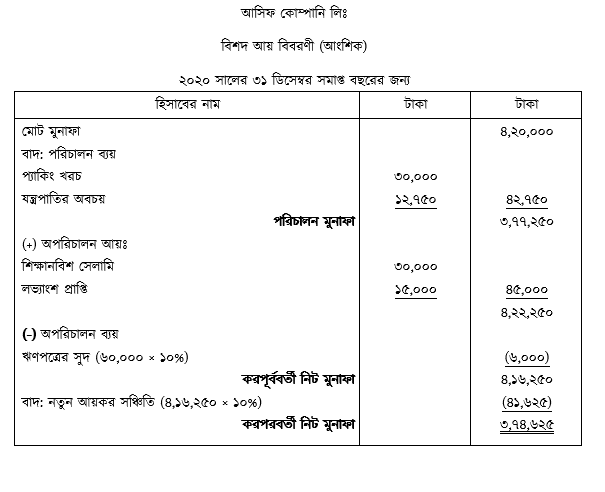 আসিফ কোম্পানি লিঃ
বিশদ আয় বিবরণী (আংশিক)
২০২০ সালের ৩১ ডিসেম্বর সমাপ্ত বছরের জন্য
হিসাবের নাম টাকা টাকা
মোট মুনাফা ৪,২০,০০০
বাদ: পরিচালন ব্যয়
প্যাকিং খরচ ৩০,০০০
যন্ত্রপাতির অবচয় ১২,৭৫০ ৪২,৭৫০
পরিচালন মুনাফা ৩,৭৭,২৫০
(+) অপরিচালন আয়ঃ
শিক্ষানবিশ সেলামি ৩০,০০০
লভ্যাংশ প্রাপ্তি ১৫,০০০ ৪৫,০০০
৪,২২,২৫০
(-) অপরিচালন ব্যয়
ঋণপত্রের সুদ (৬০,০০০ × ১০%) (৬,০০০)
করপূর্ববর্তী নিট মুনাফা ৪,১৬,২৫০
বাদ: নতুন আয়কর সঞ্চিতি (৪,১৬,২৫০ × ১০%) (৪১,৬২৫)
করপরবর্তী নিট মুনাফা ৩,৭৪,৬২৫